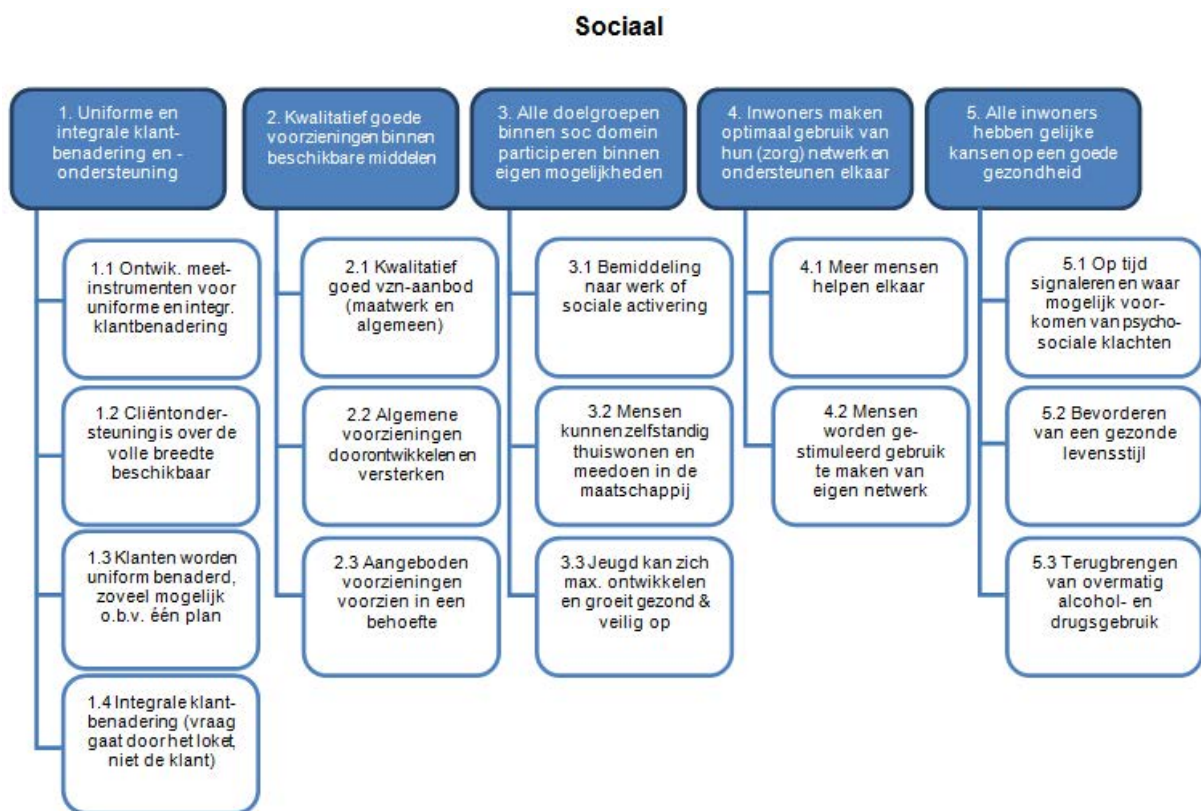 Sociaal
1. Uniforme en
integrale klant-
benadering en -
ondersteuning
2. Kwalitatief goede
voorzieningen binnen
beschikbare middelen
3. Alle doelgroepen
binnen soc domein
participeren binnen
eigen mogelijkheden
4. Inwoners maken
optimaal gebruik van
hun (zorg) netwerk en
ondersteunen elkaar
5. Alle inwoners
hebben gelijke
kansen op een goede
gezondheid
1.1 Ontwik. meet-
instrumenten voor
uniforme en integr.
klantbenadering
1.2 Cliëntonder-
steuning is over de
volle breedte
beschikbaar
1.3 Klanten worden
uniform benaderd,
zoveel mogelijk
o.b.v. één plan
1.4 Integrale klant-
benadering (vraag
gaat door het loket,
niet de klant)
2.1 Kwalitatief
goed vzn-aanbod
(maatwerk en
algemeen)
2.2 Algemene
voorzieningen
doorontwikkelen en
versterken
2.3 Aangeboden
voorzieningen
voorzien in een
behoefte
3.1 Bemiddeling
naar werk of
sociale activering
3.2 Mensen
kunnen zelfstandig
thuiswonen en
meedoen in de
maatschappij
3.3 Jeugd kan zich
max. ontwikkelen
en groeit gezond &
veilig op
4.1 Meer mensen
helpen elkaar
4.2 Mensen
worden ge-
stimuleerd gebruik
te maken van
eigen netwerk
5.1 Op tijd
signaleren en waar
mogelijk voor-
komen van psycho-
sociale klachten
5.2 Bevorderen
van een gezonde
levensstijl
5.3 Terugbrengen
van overmatig
alcohol- en
drugsgebruik